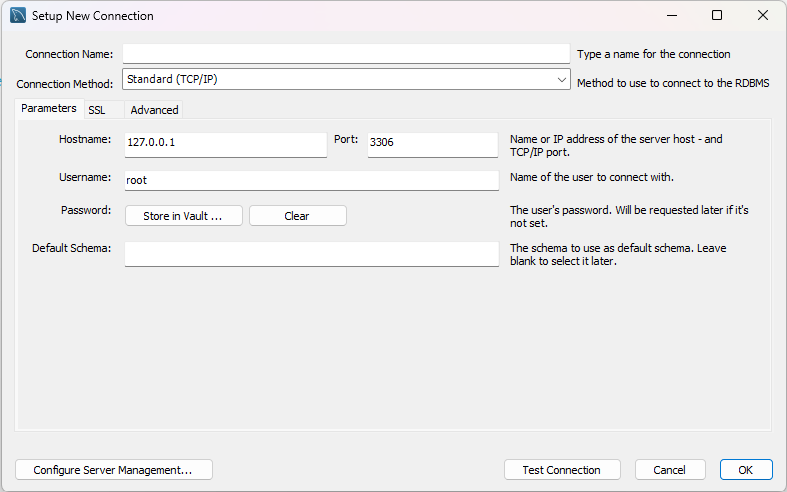 Setup New Connection
Connection Name:
Type a name for the connection
Connection Method:
Standard (TCP/IP)
Method to use to connect to the RDBMS
Parameters
SSL
Advanced
Hostname:
127.0.0.1
Port:
3306
Name or IP address of the server host - and
TCP/IP port.
Username:
root
Name of the user to connect with.
Password:
Store in Vault ...
Clear
The user's password. Will be requested later if it's
not set.
Default Schema:
The schema to use as default schema. Leave
blank to select it later.
Configure Server Management...
Test Connection
Cancel
OK